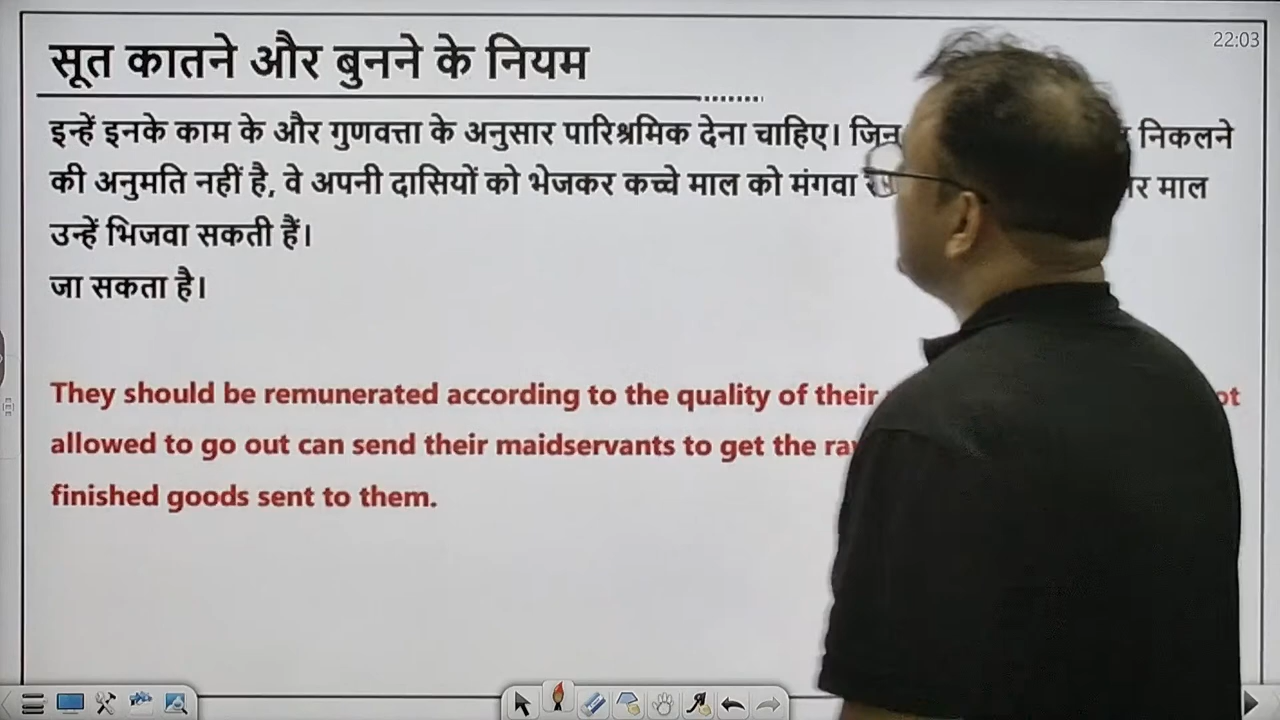 22:03
सूत कातने और बुनने के नियम
इन्हें इनके काम के और गुणवत्ता के अनुसार पारिश्रमिक देना चाहिए। जिन निकलने
की अनुमति नहीं है, वे अपनी दासियों को भेजकर कच्चे माल को मंगवा माल
उन्हें भिजवा सकती हैं।
जा सकता है।
They should be remunerated according to the quality of their
allowed to go out can send their maidservants to get the
finished goods sent to them.